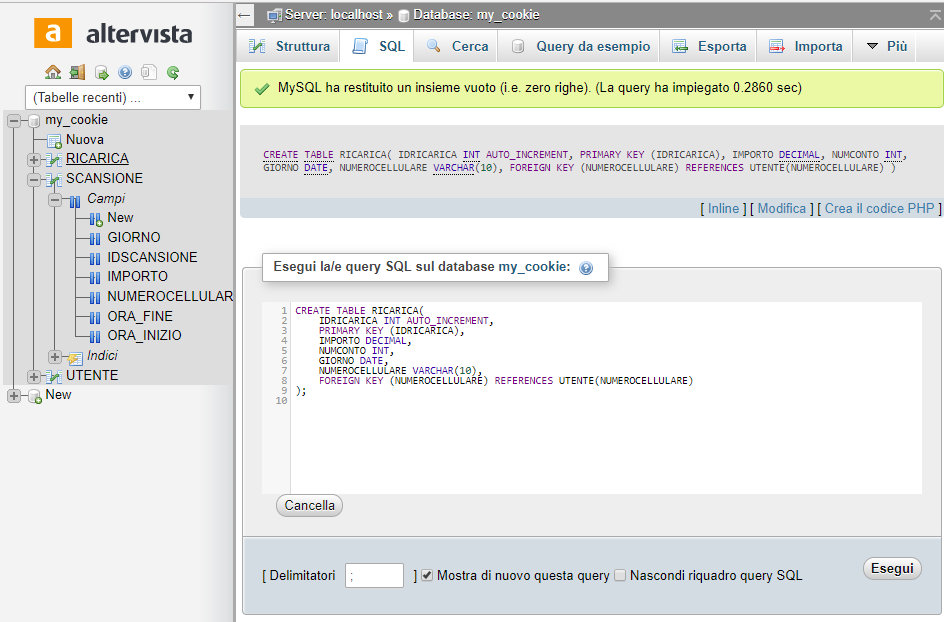 altervista
(Tabelle recenti) ...
my_cookie
Nuova
RICARICA
SCANSIONE
Campi
New
GIORNO
IDSCANSIONE
IMPORTO
NUMEROCELLULAR
ORA_FINE
ORA_INIZIO
Indici
UTENTE
New
Server: localhost » Database: my_cookie
Struttura SQL Cerca Query da esempio Esporta Importa Più
MySQL ha restituito un insieme vuoto (i.e. zero righe). (La query ha impiegato 0.2860 sec)
CREATE TABLE RICARICA( IDRICARICA INT AUTO_INCREMENT, PRIMARY KEY (IDRICARICA), IMPORTO DECIMAL, NUMCONTO INT,
GIORNO DATE, NUMEROCELLULARE VARCHAR(10), FOREIGN KEY (NUMEROCELLULARE) REFERENCES UTENTE(NUMEROCELLULARE) )
[ Inline ] [ Modifica ] [ Crea il codice PHP ]
Esegui la/e query SQL sul database my_cookie:
1 CREATE TABLE RICARICA(
2 IDRICARICA INT AUTO_INCREMENT,
3 PRIMARY KEY (IDRICARICA),
4 IMPORTO DECIMAL,
5 NUMCONTO INT,
6 GIORNO DATE,
7 NUMEROCELLULARE VARCHAR(10),
8 FOREIGN KEY (NUMEROCELLULARE) REFERENCES UTENTE(NUMEROCELLULARE)
9 );
10
Cancella
[ Delimitatori ; ] Mostra di nuovo questa query Nascondi riquadro query SQL
Esegui